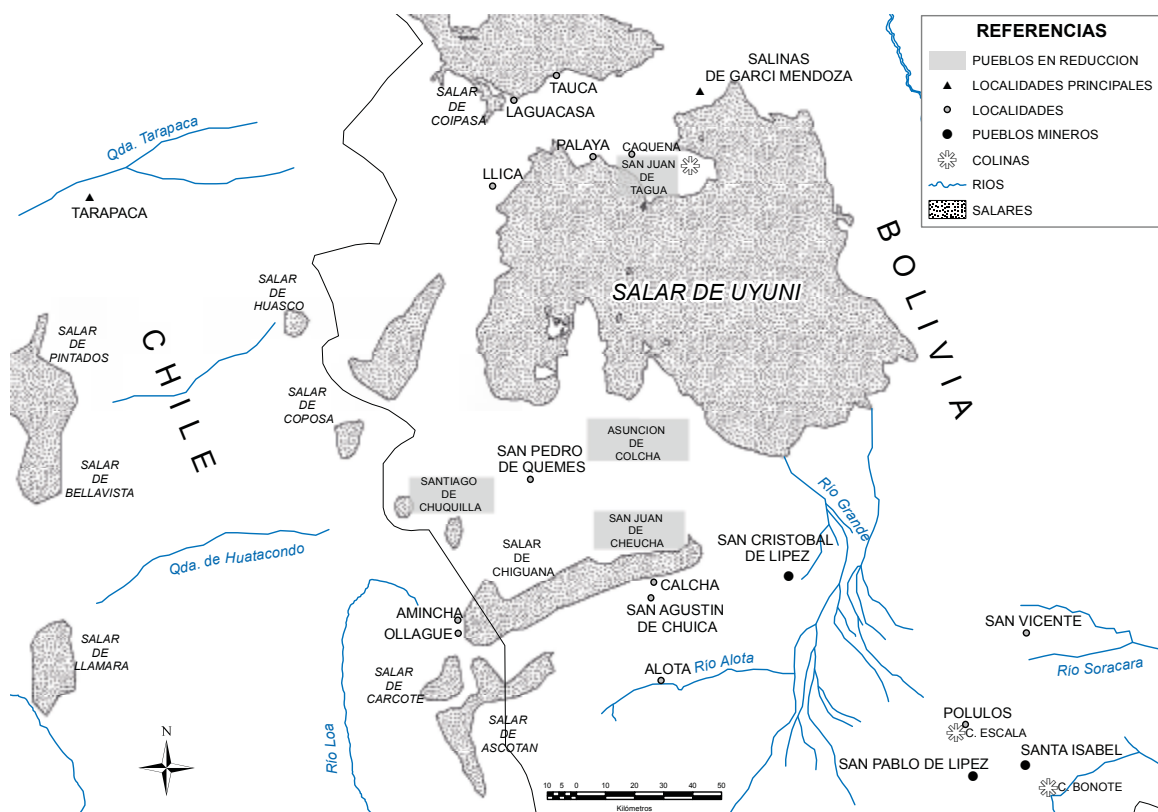 REFERENCIAS
PUEBLOS EN REDUCCION
LOCALIDADES PRINCIPALES
LOCALIDADES
PUEBLOS MINEROS
COLINAS
RIOS
SALARES
SALINAS
DE GARCI MENDOZA
TAUCA
SALAR
DE
COIPASA
LAGUACASA
Qda. Tarapaca
TARAPACA
PALAYA
CAQUENA
SAN JUAN
DE
TAGUA
LLICA
BOLIVIA
SALAR DE UYUNI
SALAR
DE
HUASCO
SALAR
DE
PINTADOS
CHILE
SALAR
DE
COPOSA
ASUNCION
DE
COLCHA
SAN PEDRO
DE QUEMES
SALAR
DE
BELLAVISTA
SANTIAGO
DE
CHUQUILLA
Rio Grande
SAN JUAN
DE
CHEUCHA
SAN CRISTOBAL
DE LIPEZ
Qda. de Huatacondo
SALAR
DE
CHIGUANA
CALCHA
SAN AGUSTIN
DE CHUICA
AMINCHA
OLLAGUE
SAN VICENTE
SALAR
DE
LLAMARA
Rio Soracara
ALOTA
Rio Alota
SALAR
DE
CARCOTE
POLULOS
C. ESCALA
SALAR
DE
ASCOTAN
Rio Loa
N
SANTA ISABEL
SAN PABLO DE LIPEZ
C. BONOTE
10 5 0 10 20 30 40 50
Kilómetros